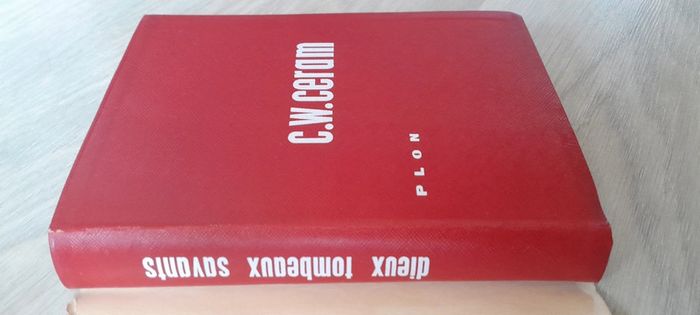 C.W.ceram
PLON
dieux tombeaux savants